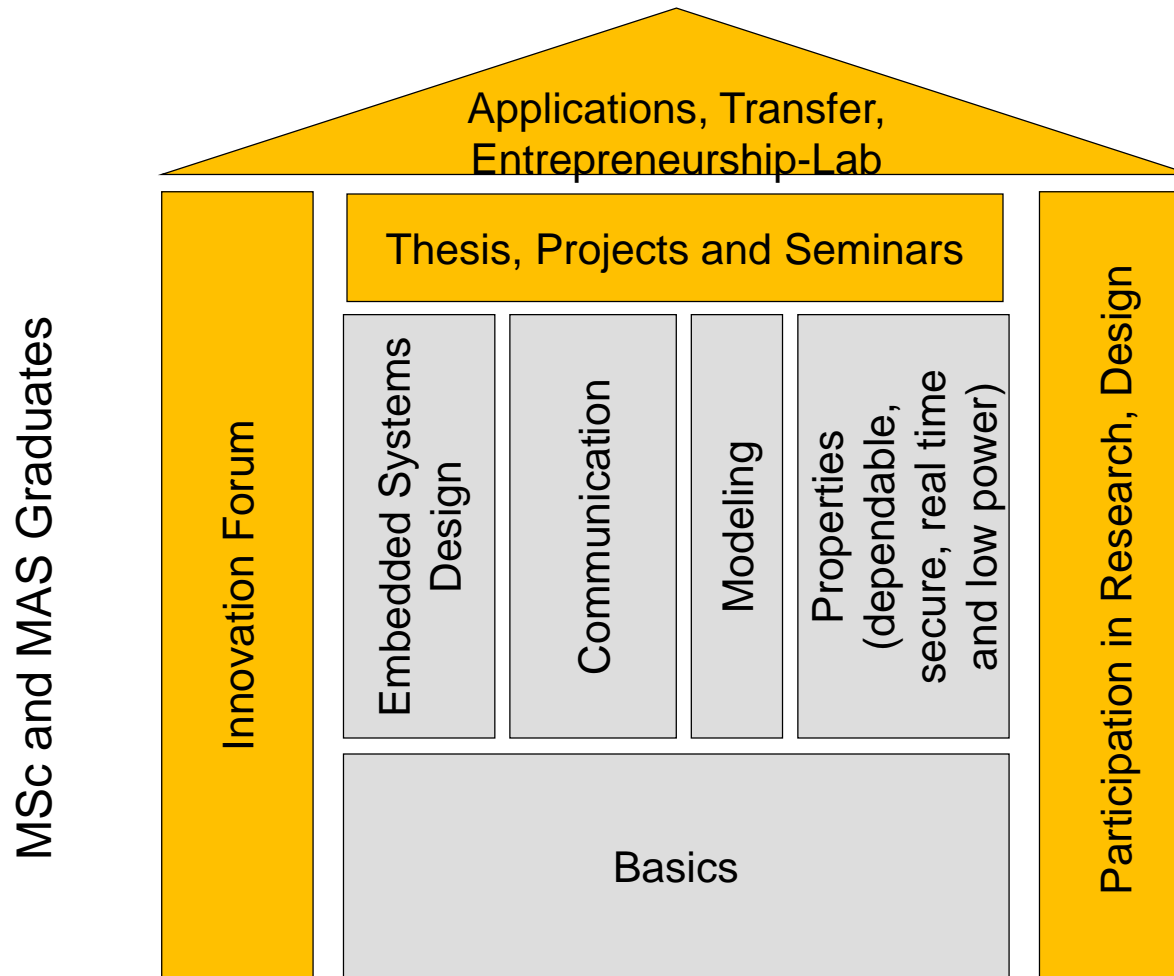 Applications, Transfer,
Entrepreneurship-Lab
Thesis, Projects and Seminars
MSc and MAS Graduates
Innovation Forum
Embedded Systems
Design
Communication
Modeling
Properties
(dependable,
secure, real time
and low power)
Participation in Research, Design
Basics